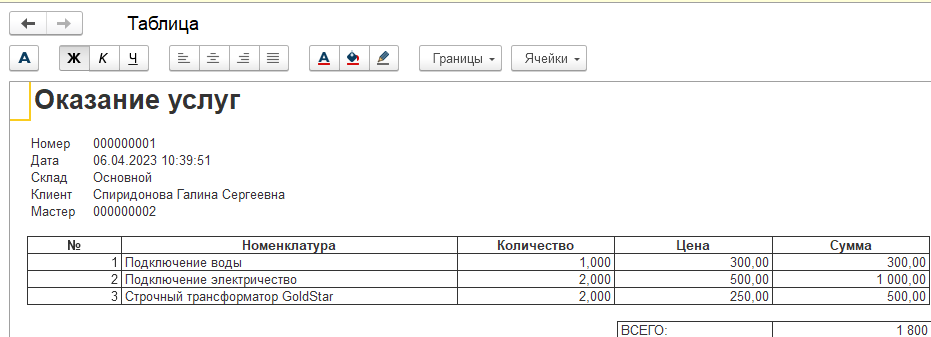 Таблица
А Ж К Ч А Границы Ячейки
Оказание услуг
Номер 000000001
Дата 06.04.2023 10:39:51
Склад Основной
Клиент Спиридонова Галина Сергеевна
Мастер 000000002
№ Номенклатура Количество Цена Сумма
1 Подключение воды 1,000 300,00 300,00
2 Подключение электричество 2,000 500,00 1 000,00
3 Строчный трансформатор GoldStar 2,000 250,00 500,00
ВСЕГО: 1 800